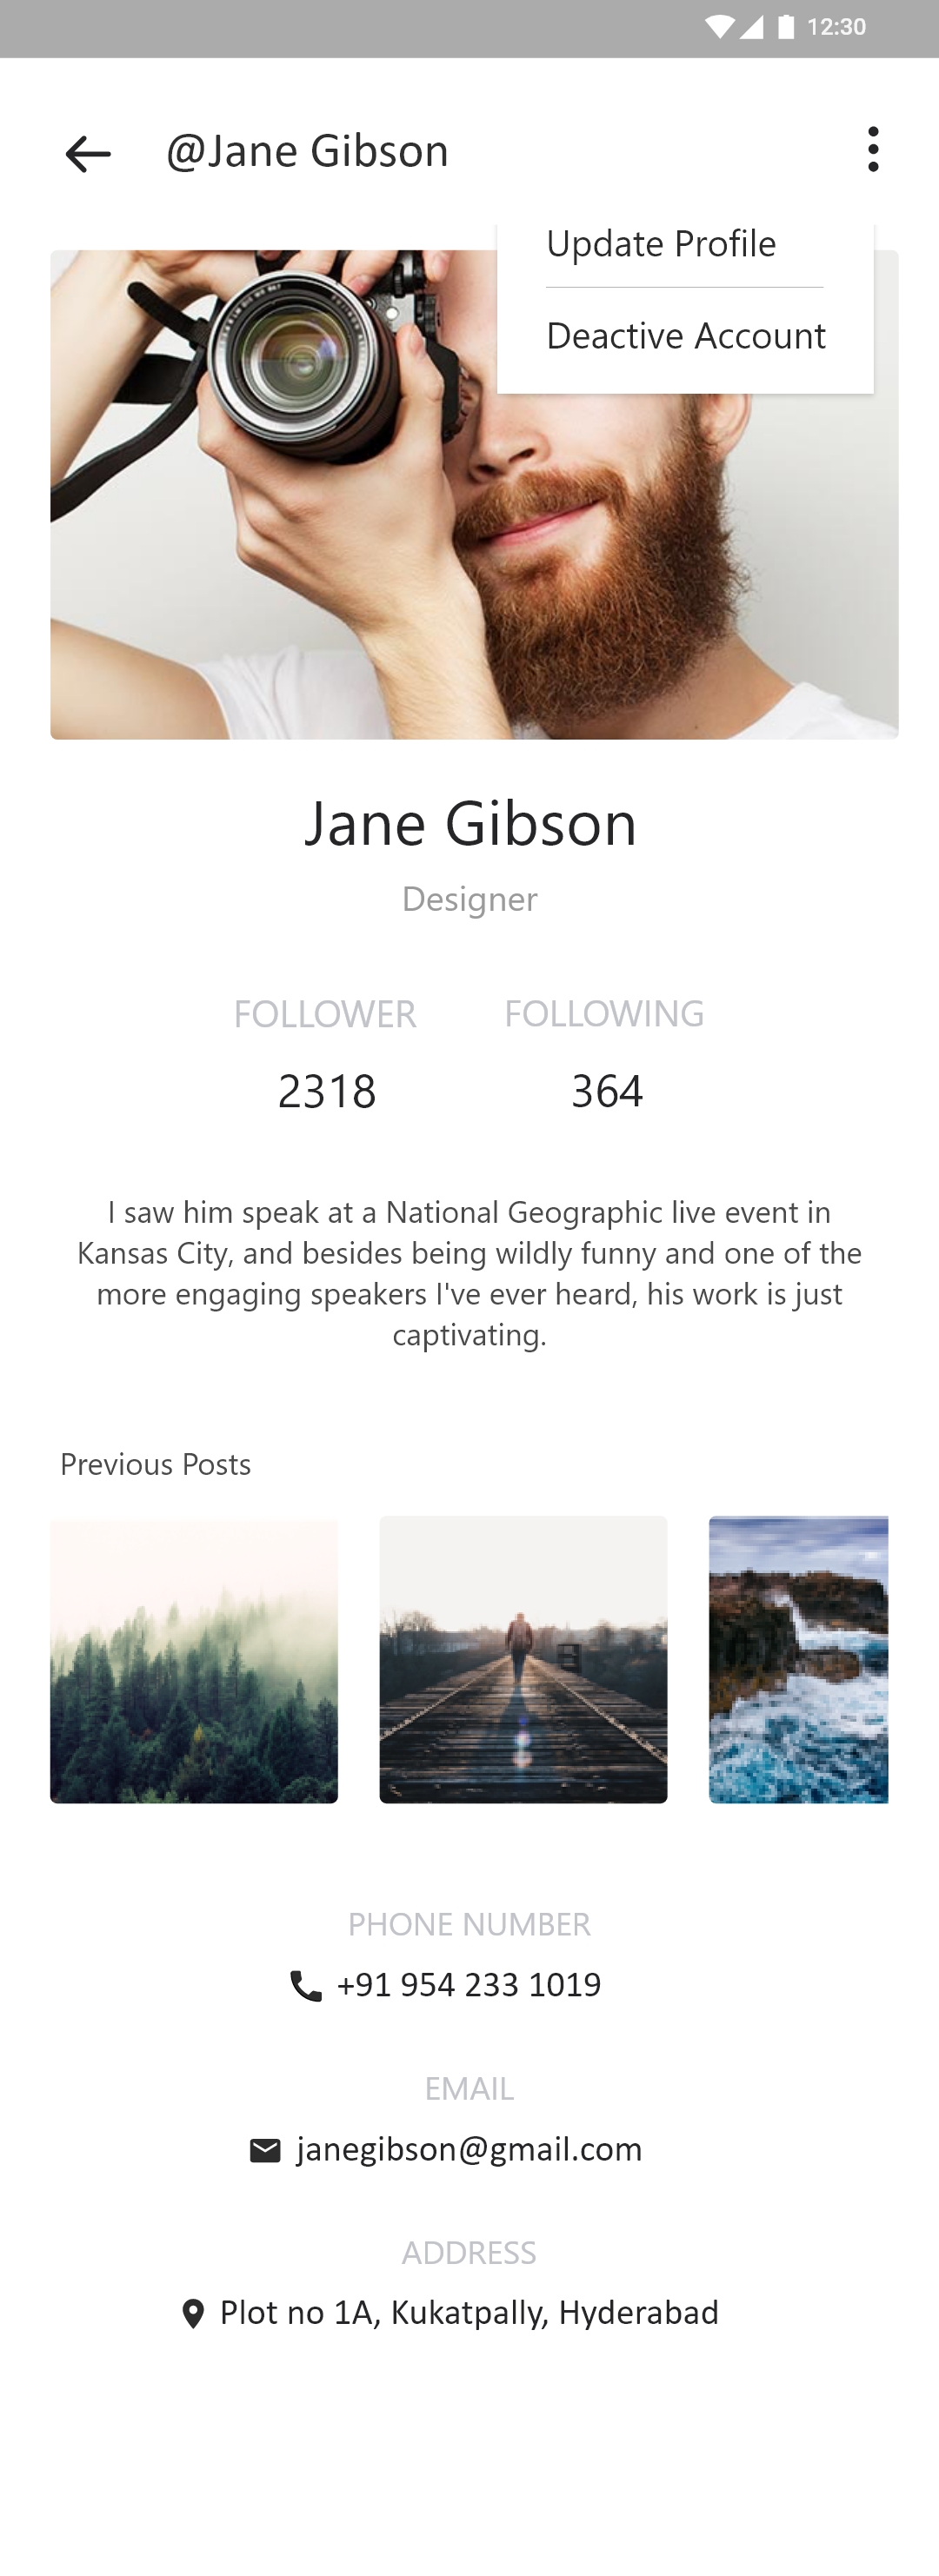 12:30
@Jane Gibson
Update Profile
Deactive Account
Jane Gibson
Designer
FOLLOWER FOLLOWING
2318 364
I saw him speak at a National Geographic live event in
Kansas City, and besides being wildly funny and one of the
more engaging speakers I've ever heard, his work is just
captivating.
Previous Posts
PHONE NUMBER
+91 954 233 1019
EMAIL
janegibson@gmail.com
ADDRESS
Plot no 1A, Kukatpally, Hyderabad